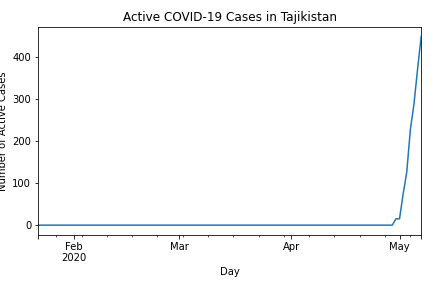 Active COVID-19 Cases in Tajikistan
Number of Active Cases
400
300
200
100
0
Feb
2020
Mar
Apr
May
Day